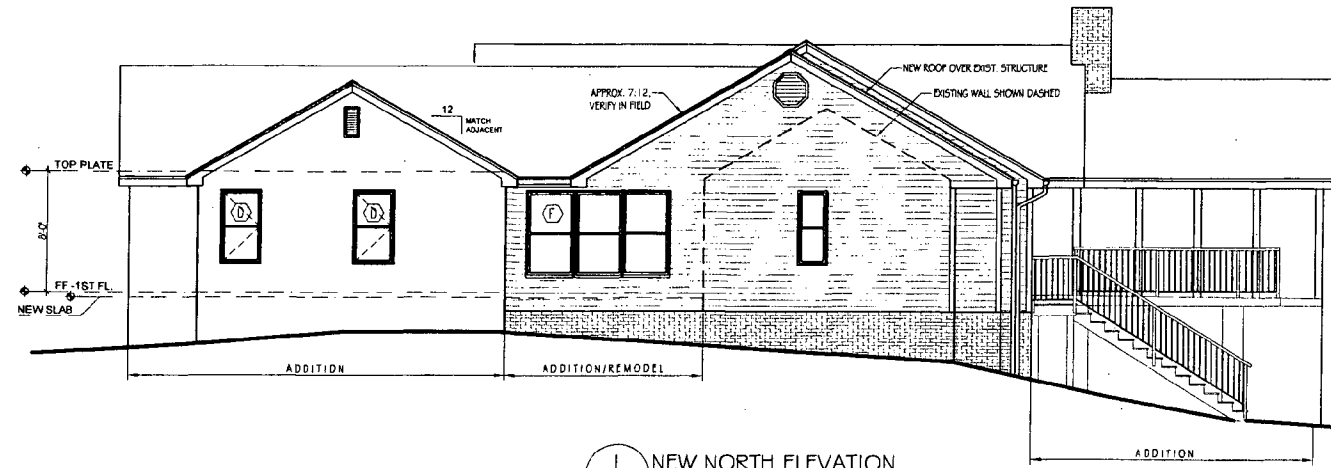 NEW ROOF OVER EXIST. STRUCTURE
APPROX. 7:12,
VERIFY IN FIELD
EXISTING WALL SHOWN DASHED
12
MATCH
ADJACENT
TOP PLATE
8'-0"
D
D
F
FF -1ST FL.
NEW SLAB
ADDITION
ADDITION/REMODEL
ADDITION
1
NEW NORTH ELEVATION